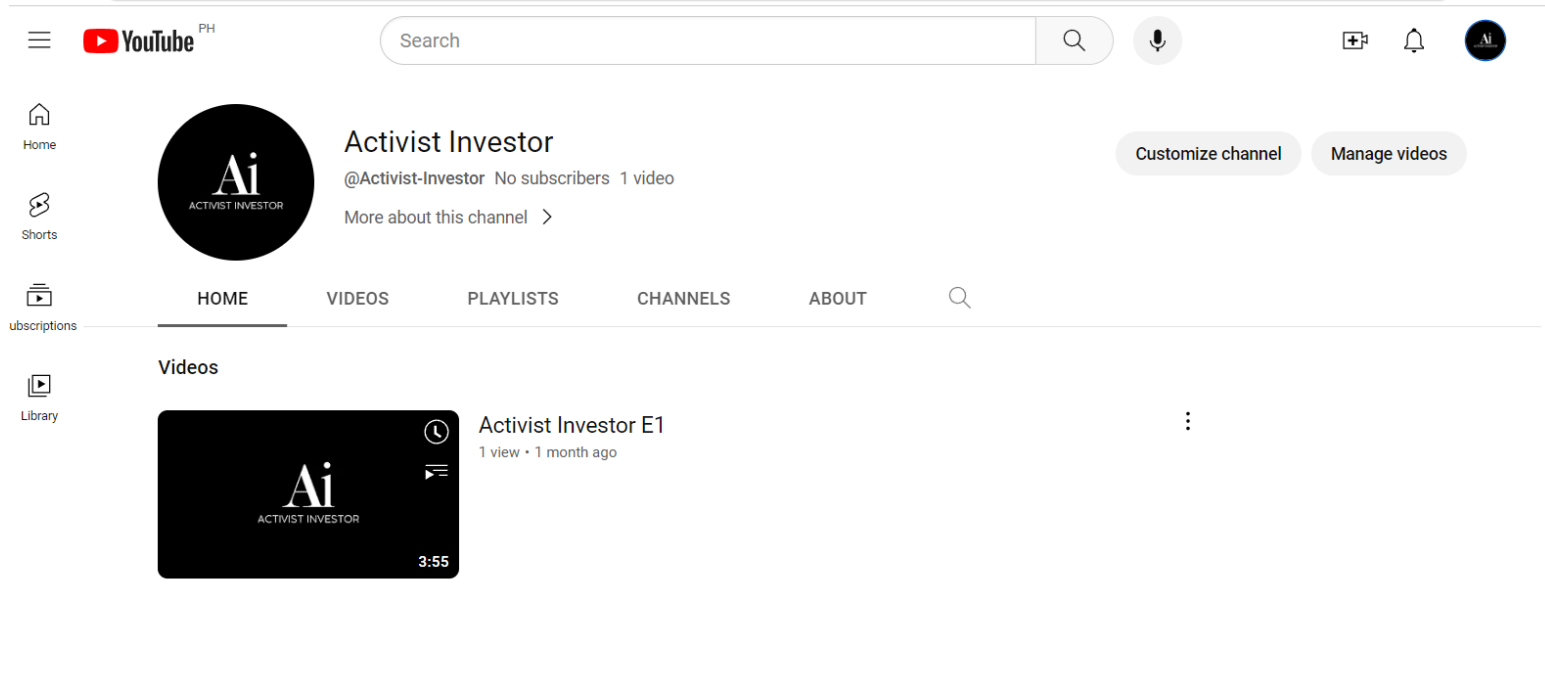 YouTube PH
Search
Ai
Home
Shorts
ubscriptions
Library
Ai
ACTIVIST INVESTOR
Activist Investor
@Activist-Investor No subscribers 1 video
More about this channel
Customize channel
Manage videos
HOME VIDEOS PLAYLISTS CHANNELS ABOUT
Videos
Ai
ACTIVIST INVESTOR
3:55
Activist Investor E1
1 view • 1 month ago